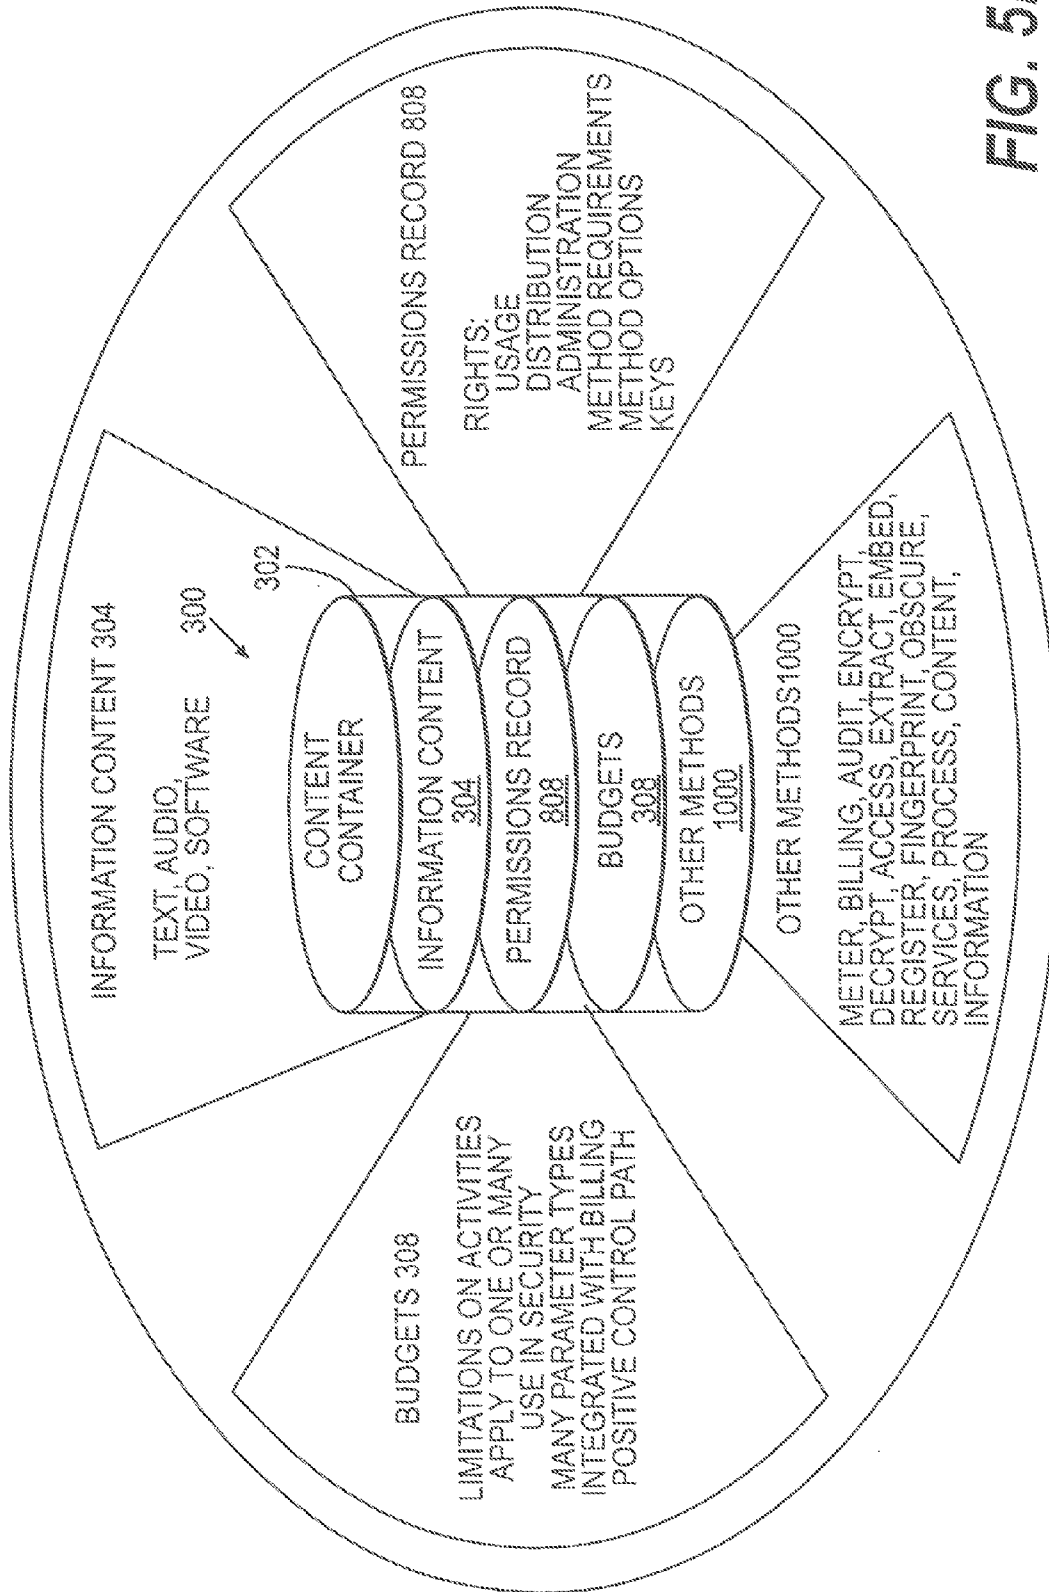 INFORMATION CONTENT 304
TEXT, AUDIO,
VIDEO, SOFTWARE
300
302
CONTENT
CONTAINER
INFORMATION CONTENT
304
PERMISSIONS RECORD
808
BUDGETS
308
OTHER METHODS
1000
BUDGETS 308
LIMITATIONS ON ACTIVITIES
APPLY TO ONE OR MANY
USE IN SECURITY
MANY PARAMETER TYPES
INTEGRATED WITH BILLING
POSITIVE CONTROL PATH
PERMISSIONS RECORD 808
RIGHTS:
USAGE
DISTRIBUTION
ADMINISTRATION
METHOD REQUIREMENTS
METHOD OPTIONS
KEYS
OTHER METHODS1000
METER, BILLING, AUDIT, ENCRYPT,
DECRYPT, ACCESS, EXTRACT, EMBED,
REGISTER, FINGERPRINT, OBSCURE,
SERVICES, PROCESS, CONTENT,
INFORMATION
FIG.